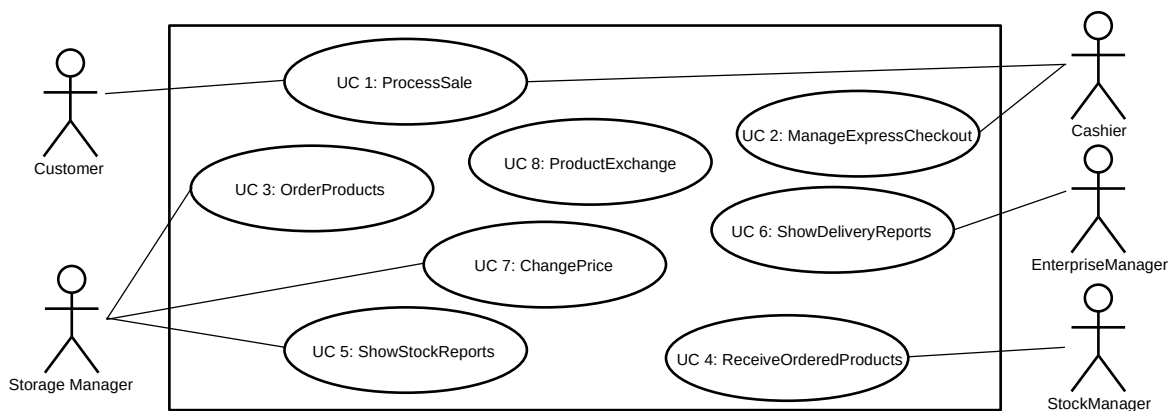 UC 1: ProcessSale
Cashier
UC 2: ManageExpressCheckout
Customer
UC 8: ProductExchange
UC 3: OrderProducts
UC 6: ShowDeliveryReports
EnterpriseManager
UC 7: ChangePrice
UC 5: ShowStockReports
UC 4: ReceiveOrderedProducts
Storage Manager
StockManager